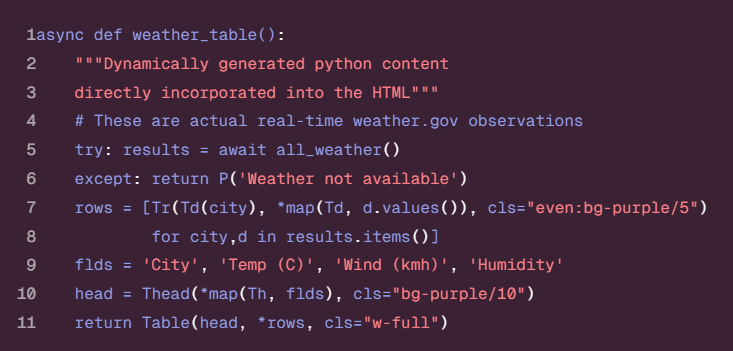 1async def weather_table():
2    """Dynamically generated python content
3    directly incorporated into the HTML"""
4    # These are actual real-time weather.gov observations
5    try: results = await all_weather()
6    except: return P('Weather not available')
7    rows = [Tr(Td(city), *map(Td, d.values()), cls="even:bg-purple/5")
8            for city,d in results.items()]
9    flds = 'City', 'Temp (C)', 'Wind (kmh)', 'Humidity'
10    head = Thead(*map(Th, flds), cls="bg-purple/10")
11    return Table(head, *rows, cls="w-full")